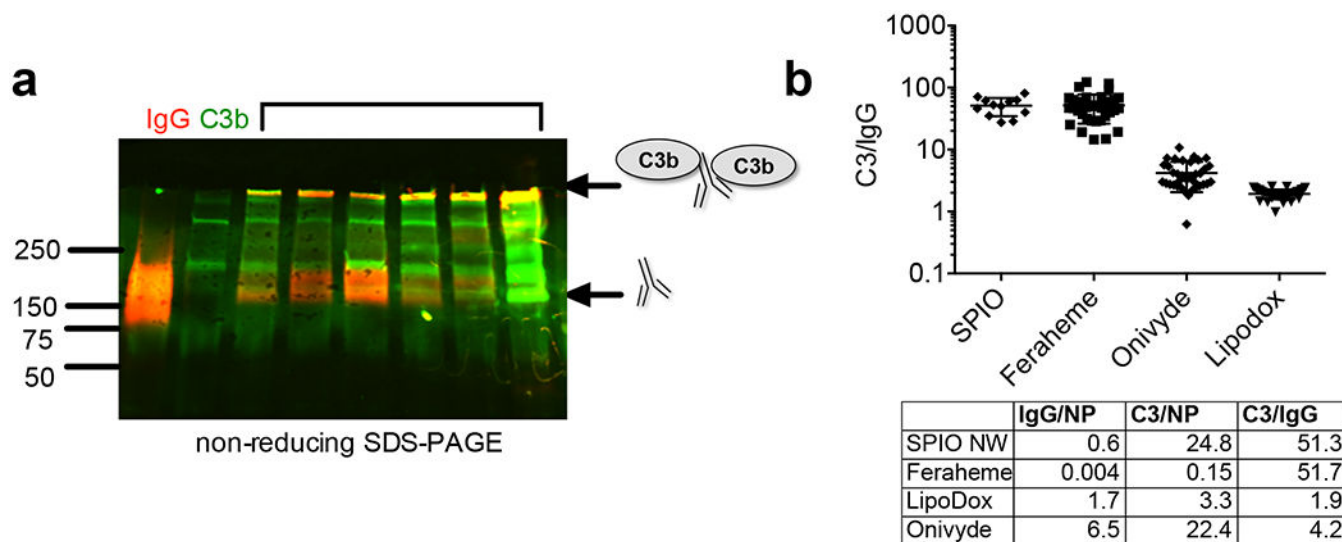 a
IgG C3b
C3b C3b
250
150
75
50
non-reducing SDS-PAGE
b
C3/IgG
1000
100
10
1
0.1
SPIO
Feraheme
Onivyde
Lipodox
IgG/NP C3/NP C3/IgG
SPIO NW 0.6 24.8 51.3
Feraheme 0.004 0.15 51.7
LipoDox 1.7 3.3 1.9
Onivyde 6.5 22.4 4.2